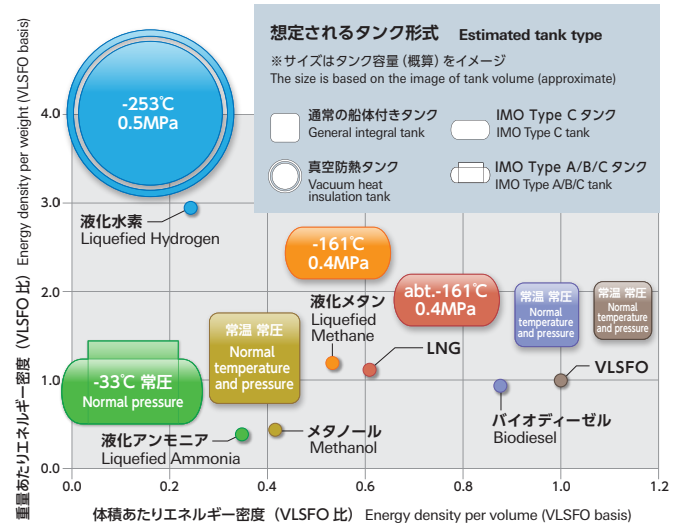 想定されるタンク形式 Estimated tank type
※サイズはタンク容量(概算)をイメージ
The size is based on the image of tank volume (approximate)
通常の船体付きタンク
General integral tank
IMO Type C タンク
IMO Type C tank
真空防熱タンク
Vacuum heat
insulation tank
IMO Type A/B/C タンク
IMO Type A/B/C tank
重量あたりエネルギー密度(VLSFO 比) Energy density per weight (VLSFO basis)
4.0
3.0
2.0
1.0
0.0
-253℃
0.5MPa
液化水素
Liquefied Hydrogen
-161℃
0.4MPa
液化メタン
Liquefied
Methane
abt.-161℃
0.4MPa
LNG
常温 常圧
Normal
temperature
and pressure
常温 常圧
Normal
temperature
and pressure
VLSFO
バイオディーゼル
Biodiesel
常温 常圧
Normal
temperature
and pressure
メタノール
Methanol
-33℃ 常圧
Normal pressure
液化アンモニア
Liquefied Ammonia
0.0
0.2
0.4
0.6
0.8
1.0
1.2
体積あたりエネルギー密度(VLSFO 比) Energy density per volume (VLSFO basis)